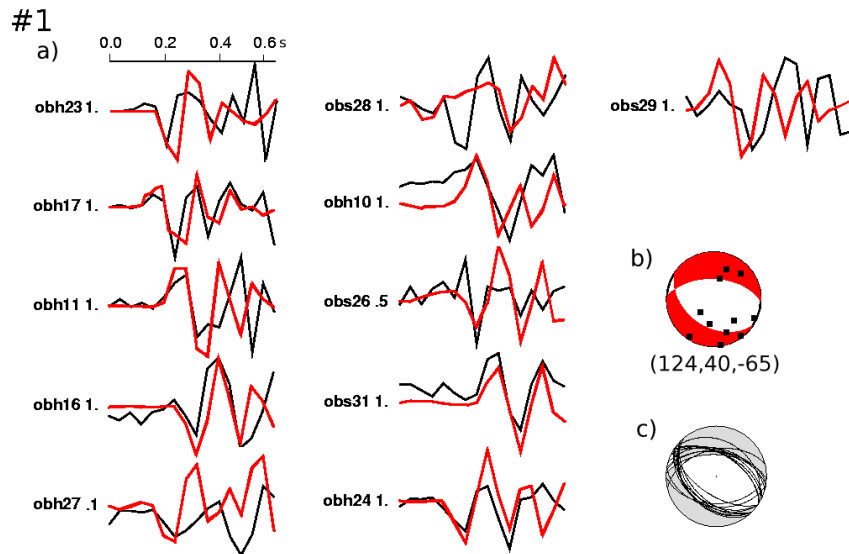 #1
a)
0.0 0.2 0.4 0.6 s
obh23 1.
obs28 1.
obs29 1.
obh17 1.
obh10 1.
b)
obh11 1.
obs26 .5
(124,40,-65)
obh16 1.
obs31 1.
c)
obh27 .1
obh24 1.